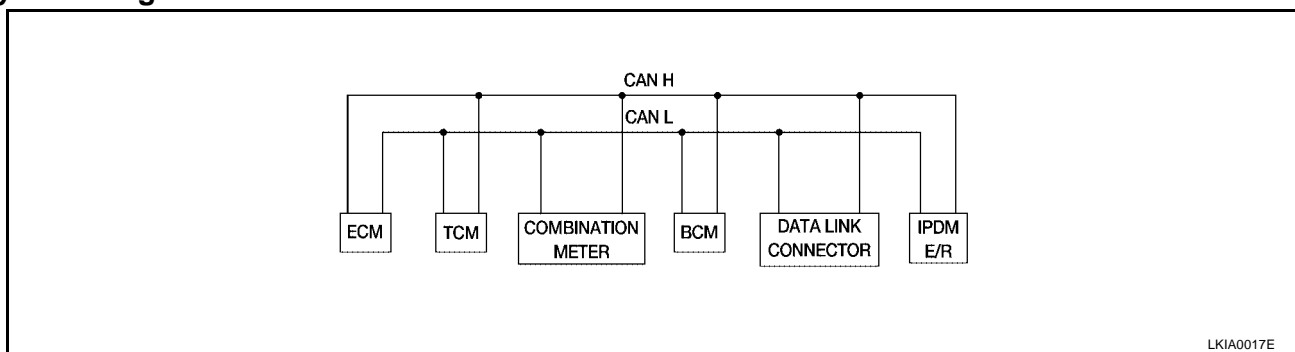 CAN H
CAN L
ECM
TCM
COMBINATION
METER
BCM
DATA LINK
CONNECTOR
IPDM
E/R
LKIA0017E